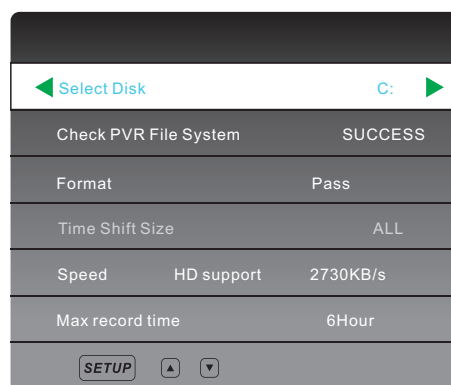 Select Disk C:
Check PVR File System SUCCESS
Format Pass
Time Shift Size ALL
Speed HD support 2730KB/s
Max record time 6Hour
SETUP